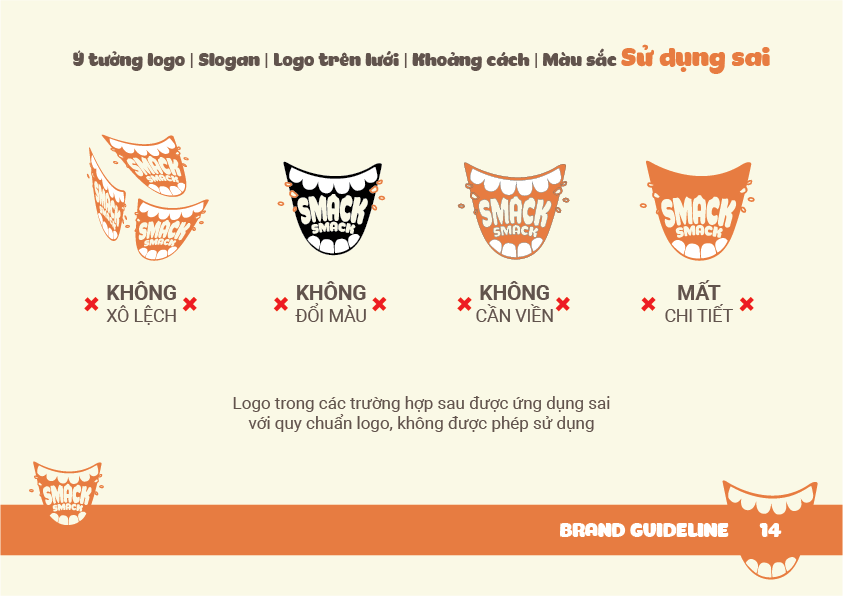 Ý tưởng logo | Slogan | Logo trên lưới | Khoảng cách | Màu sắc Sử dụng sai
SMACK
SMACK
SMACK
SMACK
SMACK
SMACK
SMACK
SMACK
SMACK
SMACK
SMACK
SMACK
KHÔNG
XÔ LỆCH
KHÔNG
ĐỔI MÀU
KHÔNG
CẦN VIỀN
MẤT
CHI TIẾT
Logo trong các trường hợp sau được ứng dụng sai
với quy chuẩn logo, không được phép sử dụng
SMACK
SMACK
BRAND GUIDELINE 14